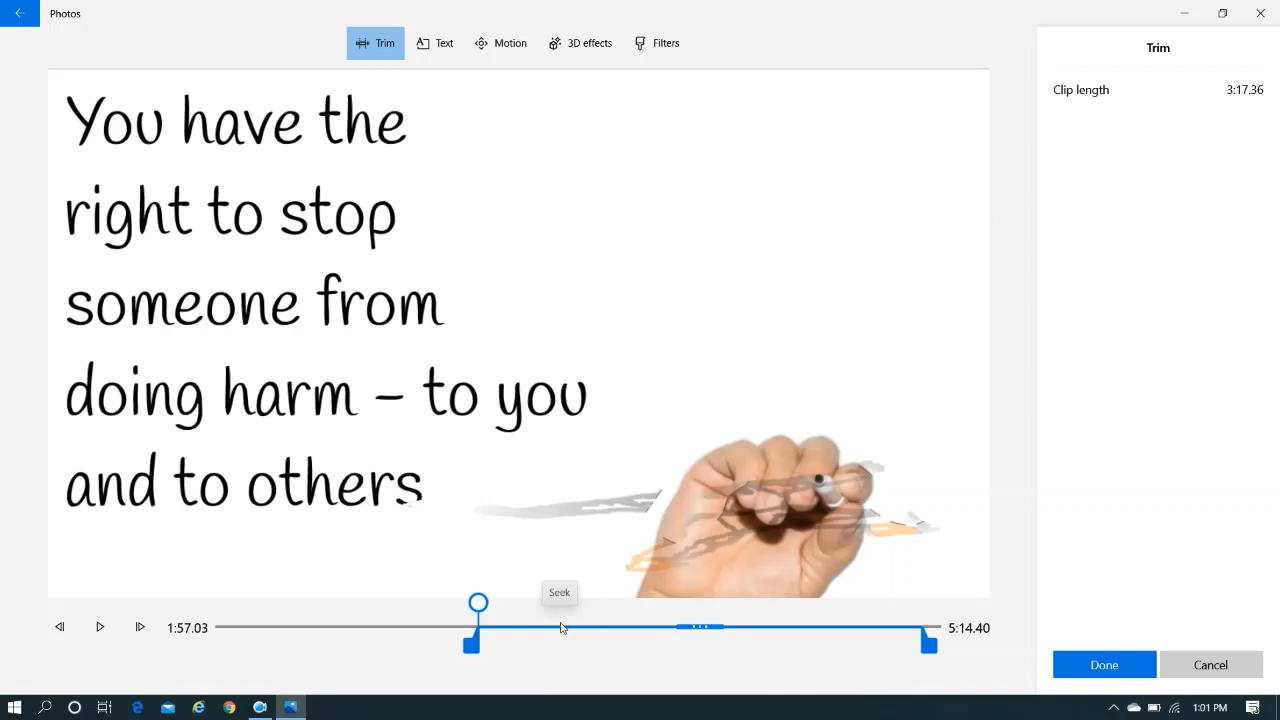 Photos
Trim
Text
Motion
3D effects
Filters
Trim
Clip length
3:17.36
You have the
right to stop
someone from
doing harm – to you
and to others
Seek
1:57.03
5:14.40
Done
Cancel
1:01 PM